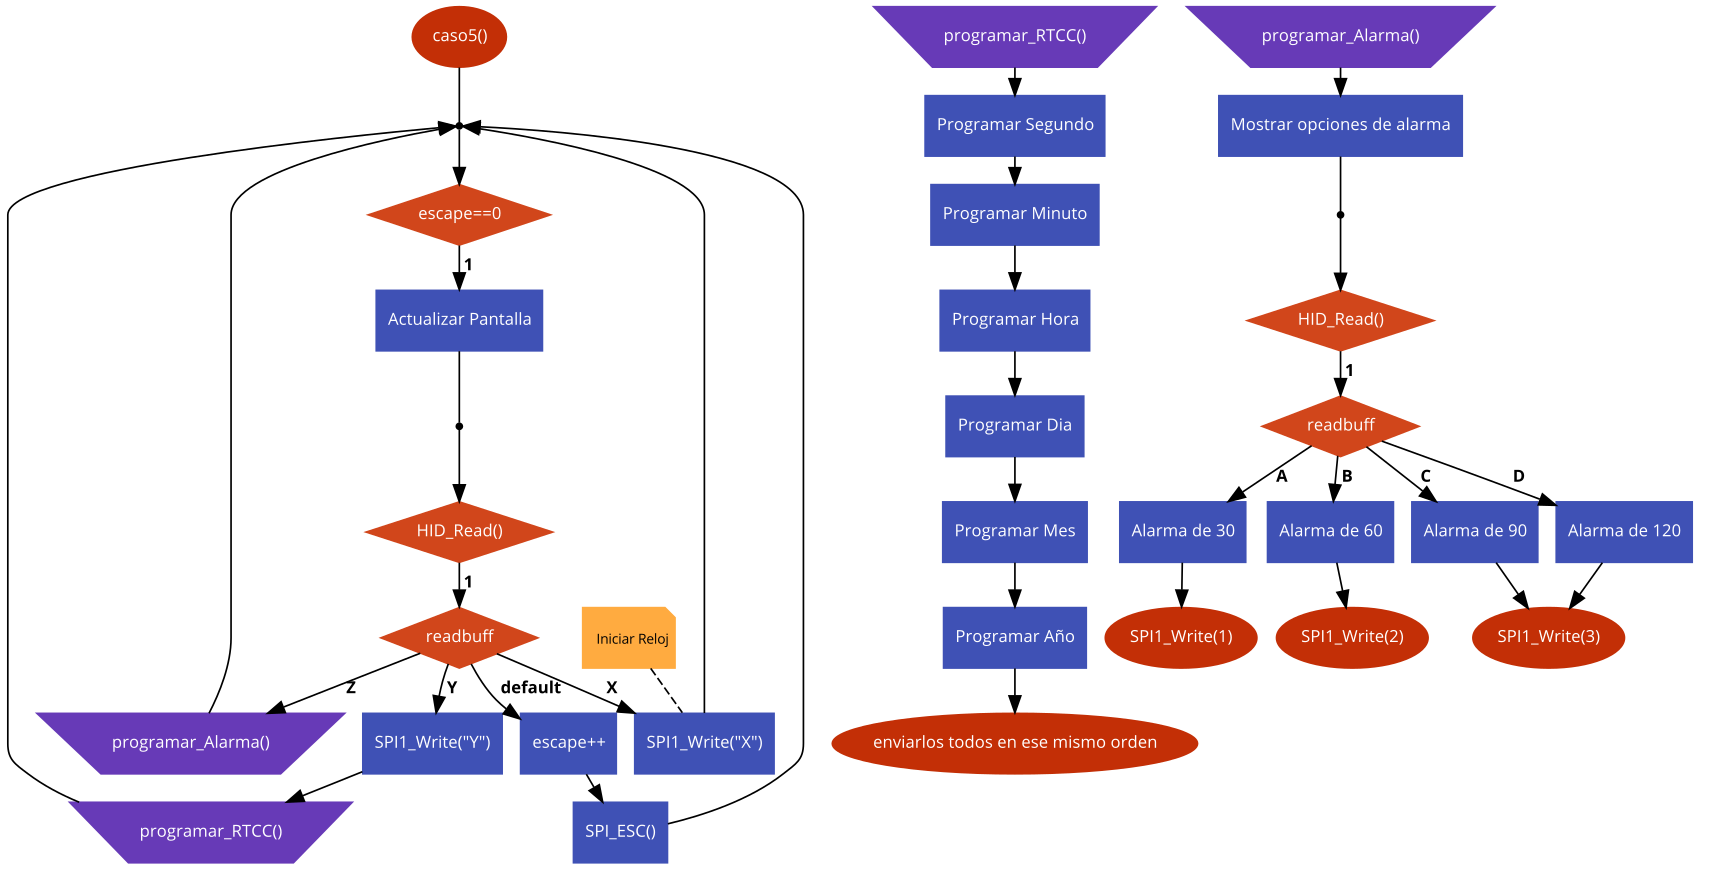 caso5()
escape==0
1
Actualizar Pantalla
HID_Read()
1
readbuff
Iniciar Reloj
Z
Y
default
X
programar_Alarma()
SPI1_Write("Y")
escape++
SPI1_Write("X")
programar_RTCC()
SPI_ESC()
programar_RTCC()
Programar Segundo
Programar Minuto
Programar Hora
Programar Dia
Programar Mes
Programar Año
enviarlos todos en ese mismo orden
programar_Alarma()
Mostrar opciones de alarma
HID_Read()
1
readbuff
A
B
C
D
Alarma de 30
Alarma de 60
Alarma de 90
Alarma de 120
SPI1_Write(1)
SPI1_Write(2)
SPI1_Write(3)